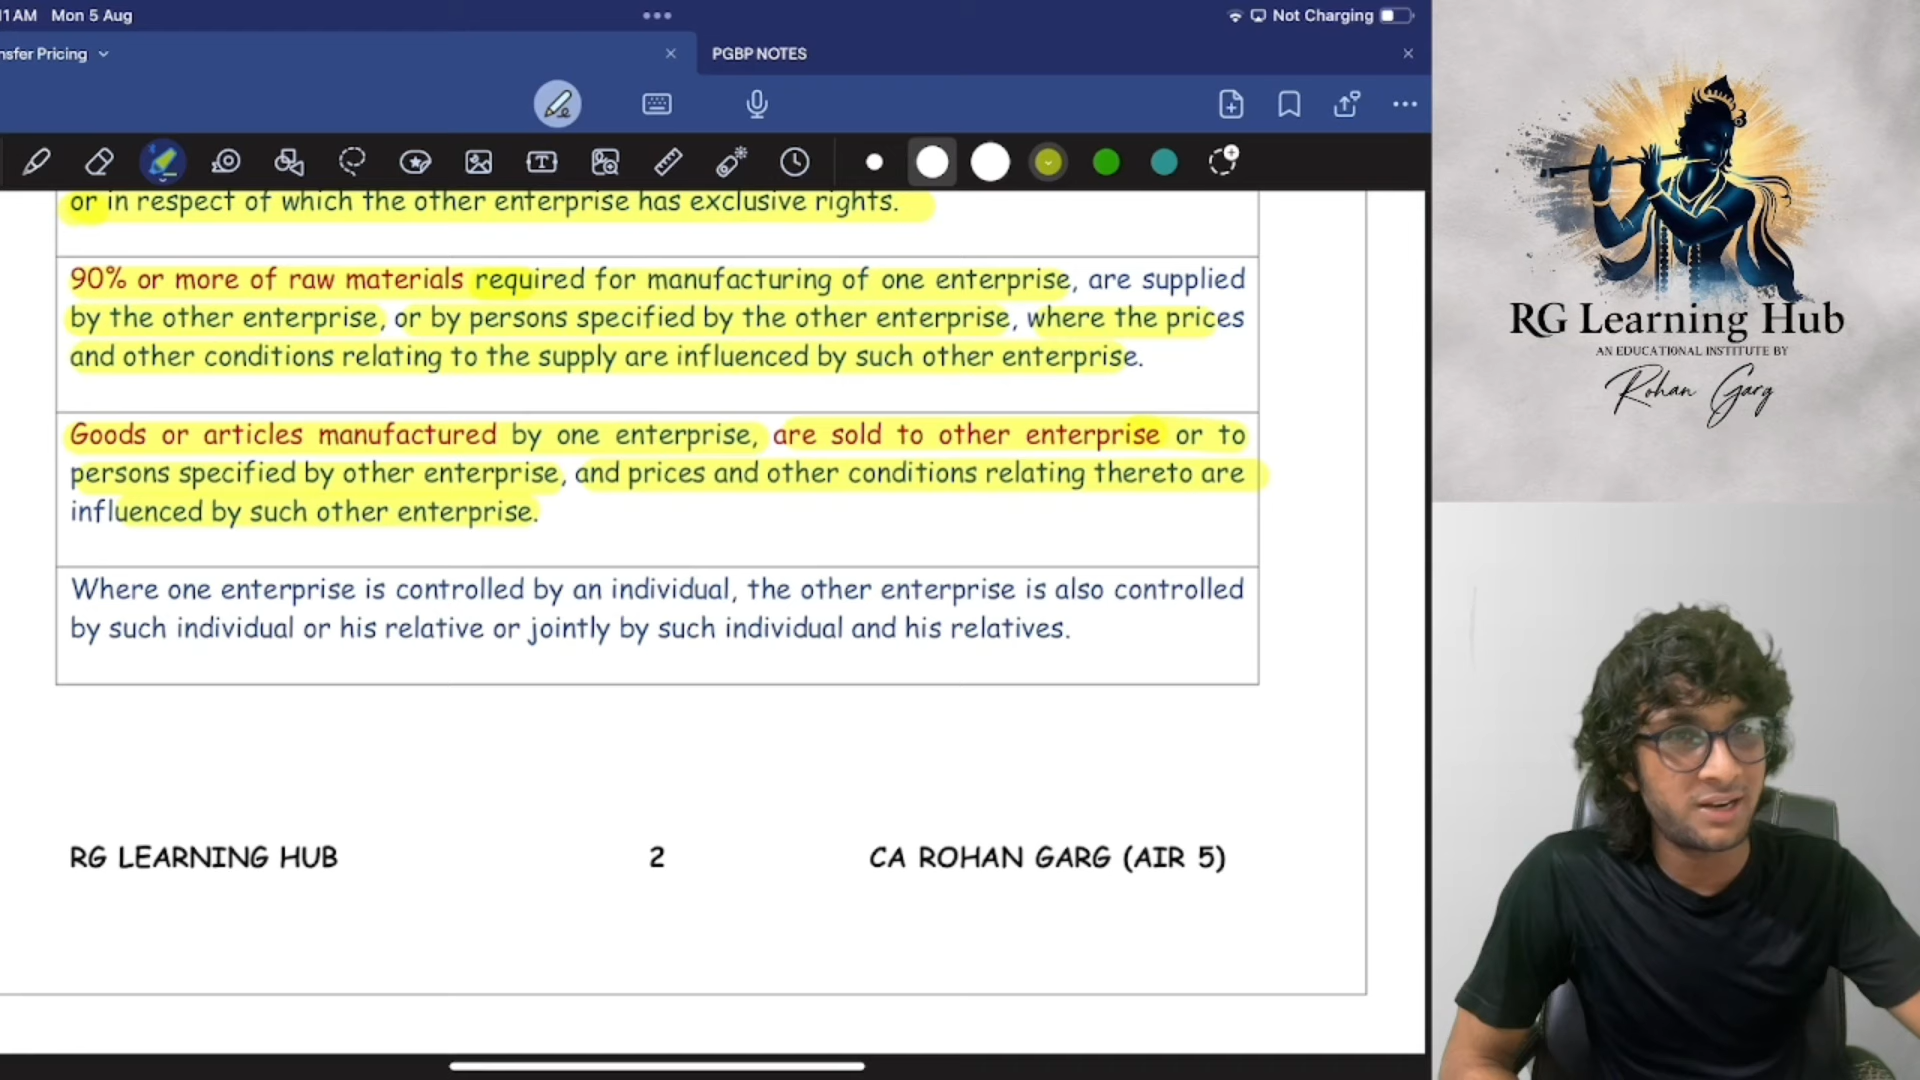 11AM Mon 5 Aug
Not Charging
nsfer Pricing
PGBP NOTES
or in respect of which the other enterprise has exclusive rights.
90% or more of raw materials required for manufacturing of one enterprise, are supplied
by the other enterprise, or by persons specified by the other enterprise, where the prices
and other conditions relating to the supply are influenced by such other enterprise.
Goods or articles manufactured by one enterprise, are sold to other enterprise or to
persons specified by other enterprise, and prices and other conditions relating thereto are
influenced by such other enterprise.
Where one enterprise is controlled by an individual, the other enterprise is also controlled
by such individual or his relative or jointly by such individual and his relatives.
RG LEARNING HUB 2 CA ROHAN GARG (AIR 5)
RG Learning Hub
AN EDUCATIONAL INSTITUTE BY
Rohan Garg